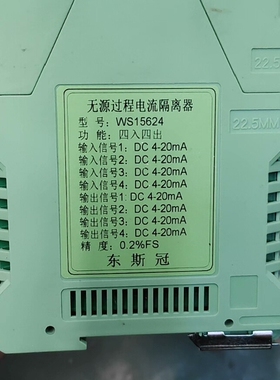 无源过程电流隔离器
型号：WS15624
功能：四入四出
输入信号1：DC 4-20mA
输入信号2：DC 4-20mA
输入信号3：DC 4-20mA
输入信号4：DC 4-20mA
输出信号1：DC 4-20mA
输出信号2：DC 4-20mA
输出信号3：DC 4-20mA
输出信号4：DC 4-20mA
精度：0.2%FS
东斯冠
22.5MM